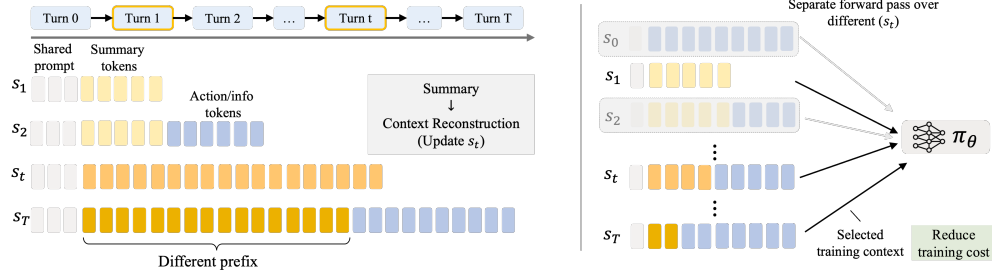 Turn 0
Turn 1
Turn 2
...
Turn t
...
Turn T
Shared
prompt
Summary
tokens
s1
Action/info
tokens
s2
st
sT
Different prefix
Summary
↓
Context Reconstruction
(Update st)
Separate forward pass over
different (st)
s0
s1
s2
st
sT
πθ
Selected
training context
Reduce
training cost